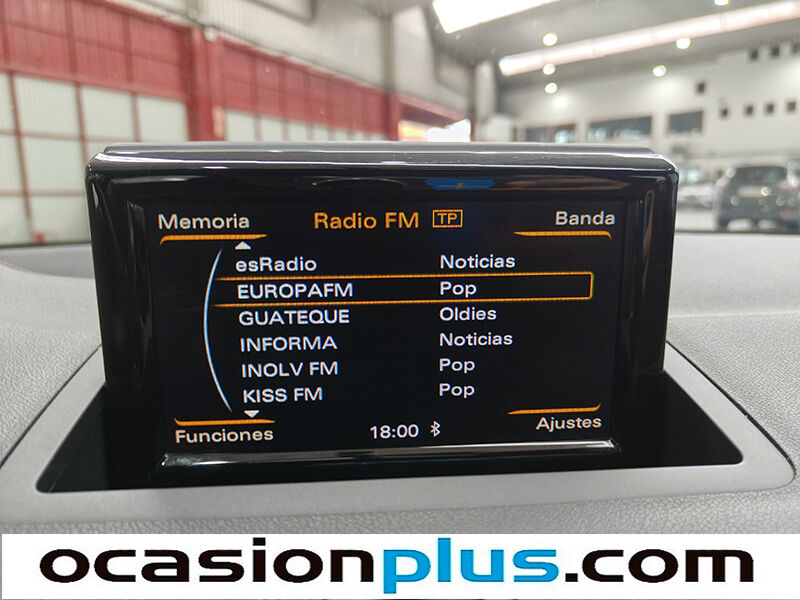 Memoria Radio FM TP Banda
esRadio Noticias
EUROPAFM Pop
GUATEQUE Oldies
INFORMA Noticias
INOLV FM Pop
KISS FM Pop
Funciones 18:00 Ajustes
ocasionplus.com